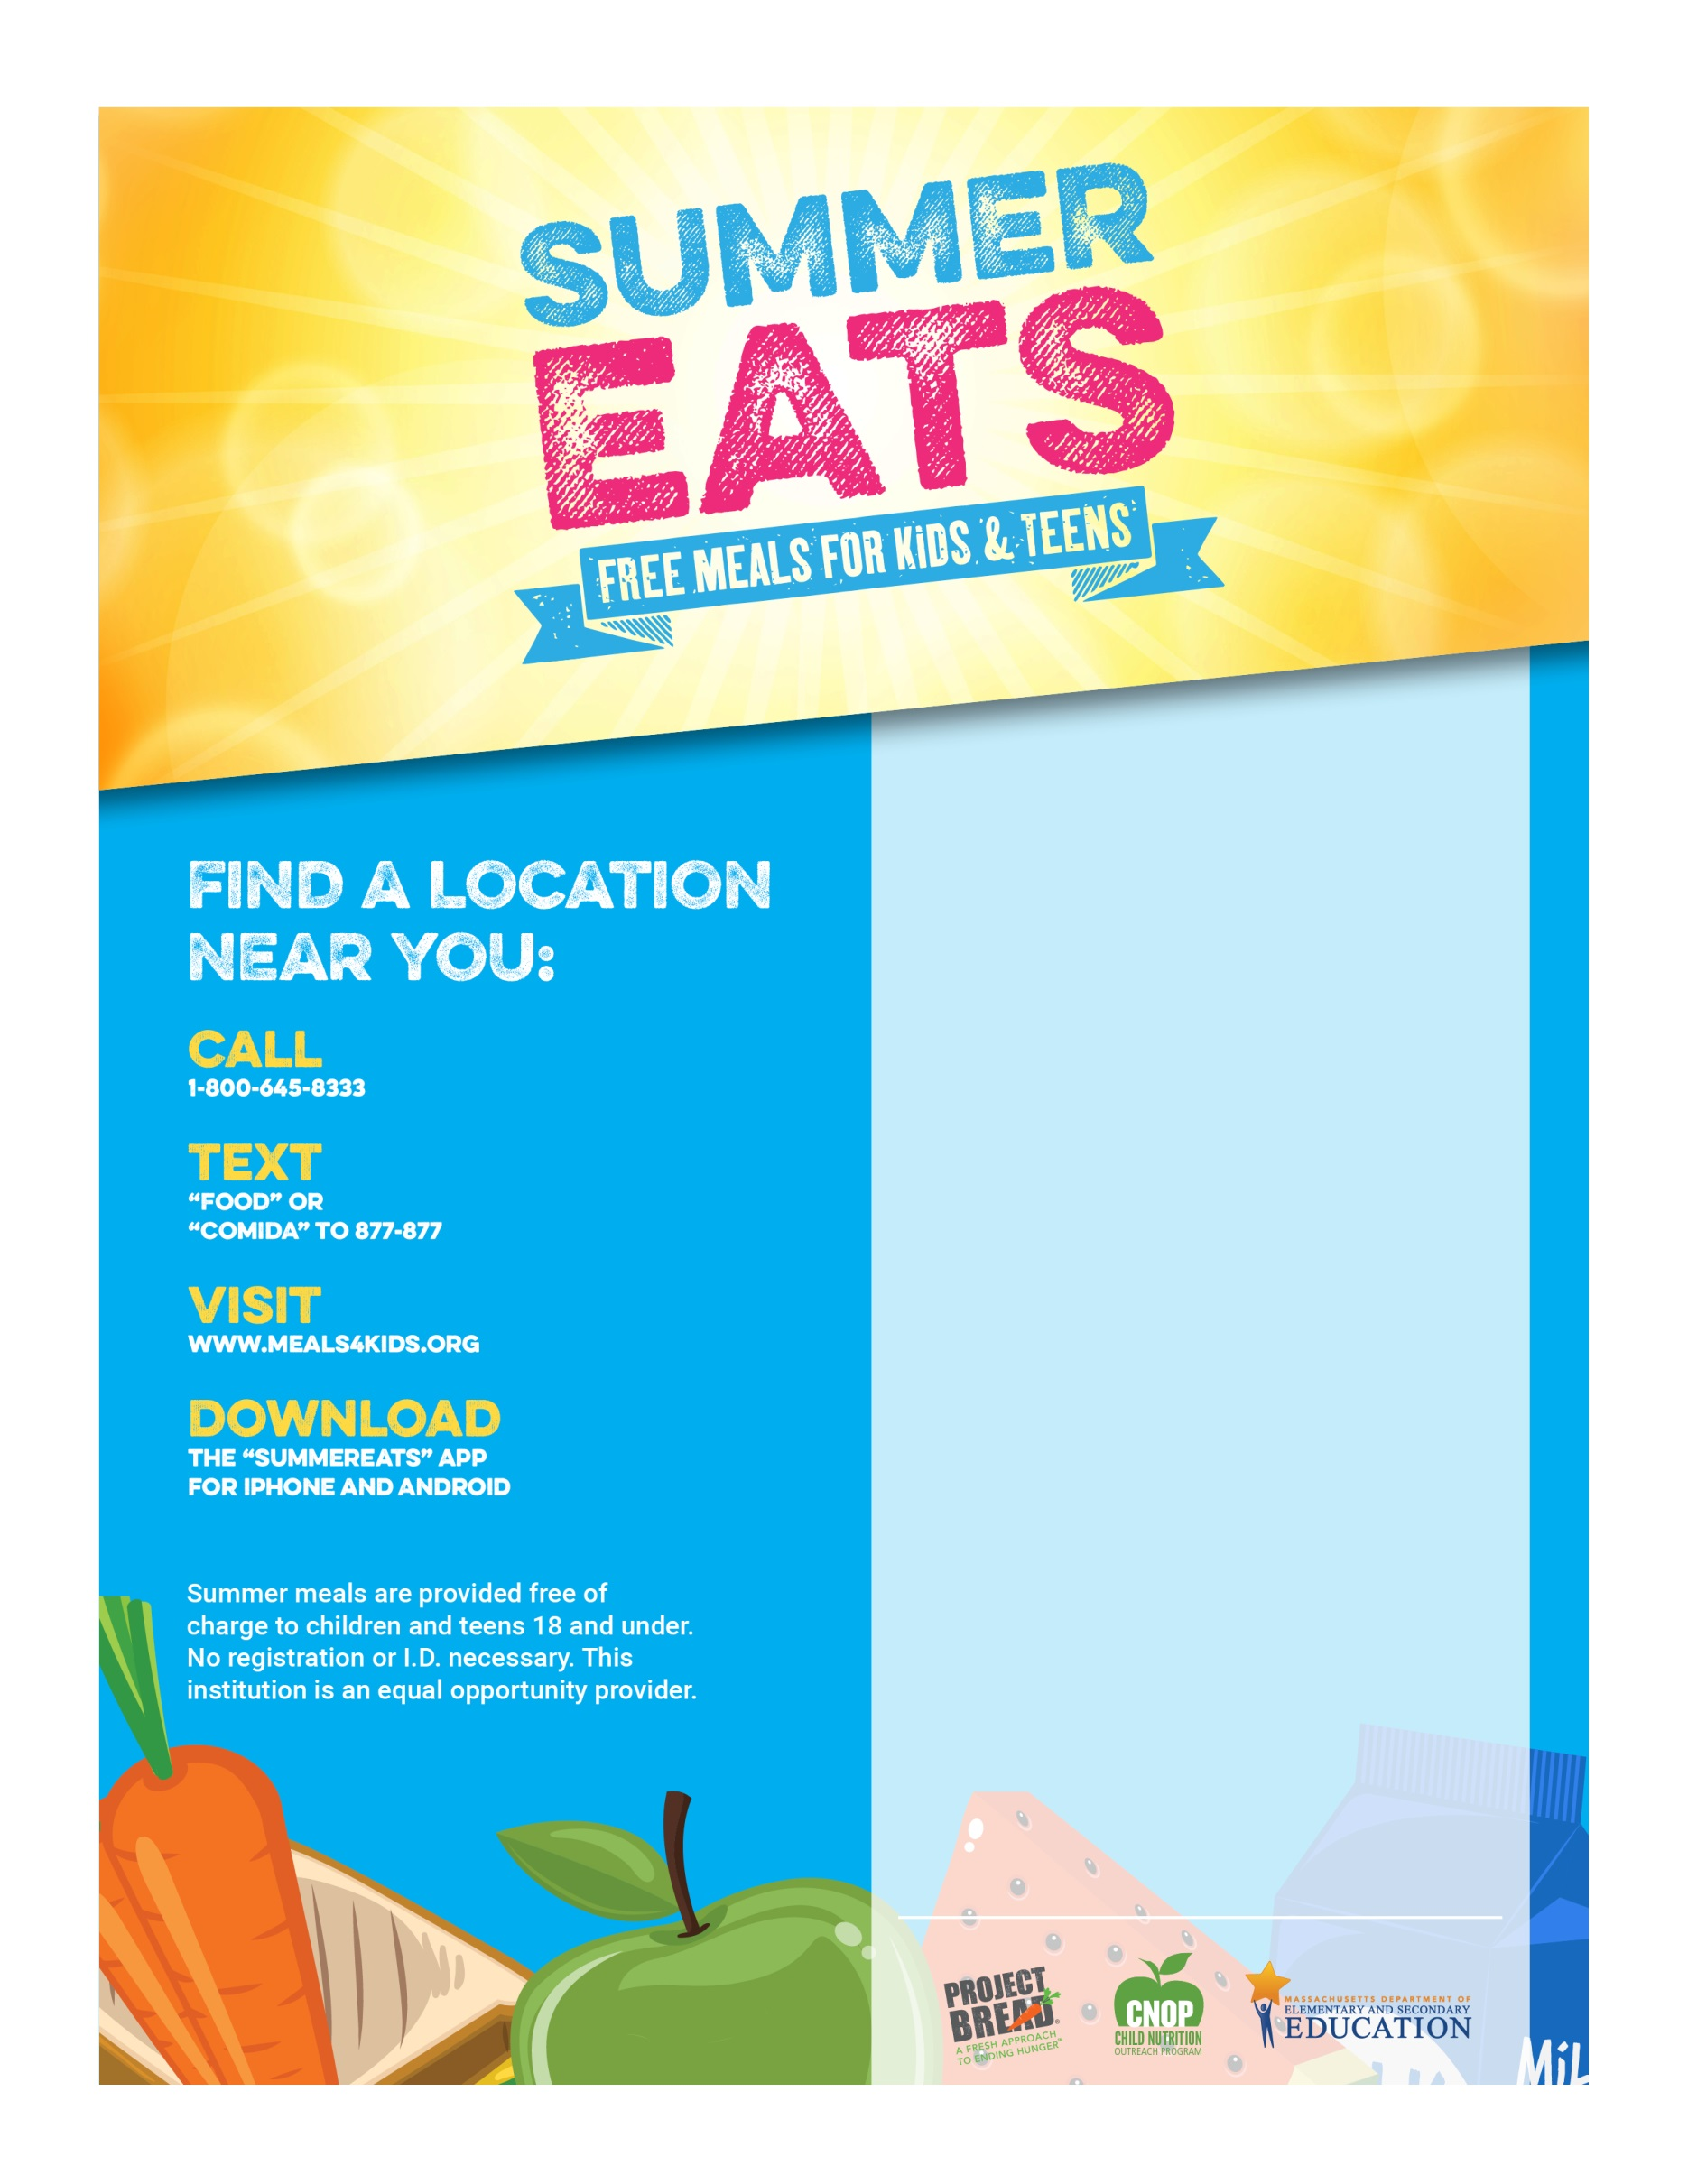 SUMMER
EATS
FREE MEALS FOR KiDS & TEENS
FIND A LOCATION
NEAR YOU:
CALL
1-800-645-8333
TEXT
“FOOD” OR
“COMIDA” TO 877-877
VISIT
WWW.MEALS4KIDS.ORG
DOWNLOAD
THE “SUMMEREATS” APP
FOR IPHONE AND ANDROID
Summer meals are provided free of
charge to children and teens 18 and under.
No registration or I.D. necessary. This
institution is an equal opportunity provider.
PROJECT
BREAD®
A FRESH APPROACH
TO ENDING HUNGER™
CNOP
CHILD NUTRITION
OUTREACH PROGRAM
MASSACHUSETTS DEPARTMENT OF
ELEMENTARY AND SECONDARY
EDUCATION
MiL